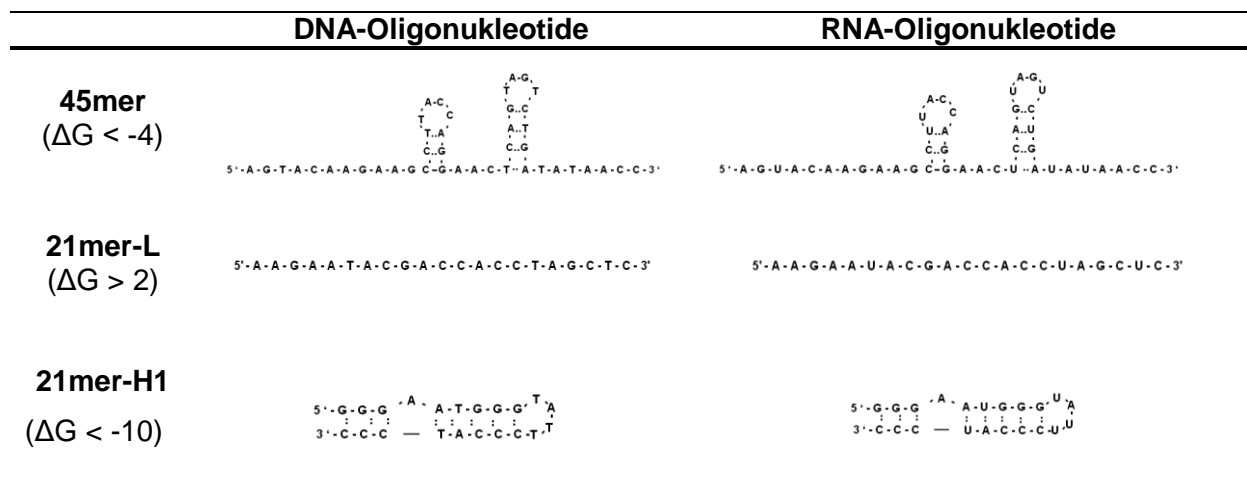 DNA-Oligonukleotide RNA-Oligonukleotide
45mer
(ΔG < -4)
A-G A-G
T T U U
A-C A-C
G..C G..C
T C U C
T A..T U A..U
T..A U..A
C..G C..G
C..G C..G
5'-A-G-T-A-C-A-A-G-A-A-G-C-G-A-A-C-T··A-T-A-T-A-A-C-C-3' 5'-A-G-U-A-C-A-A-G-A-A-G-C-G-A-A-C-U··A-U-A-U-A-A-C-C-3'
21mer-L
(ΔG > 2)
5'-A-A-G-A-A-T-A-C-G-A-C-C-A-C-C-T-A-G-C-T-C-3' 5'-A-A-G-A-A-U-A-C-G-A-C-C-A-C-C-U-A-G-C-U-C-3'
21mer-H1
(ΔG < -10)
5'-G-G-G-A-A-T-G-G-G-T-A 5'-G-G-G-A-A-U-G-G-G-U-A
3'-C-C-C — T-A-C-C-C-T-T 3'-C-C-C — U-A-C-C-C-U-U